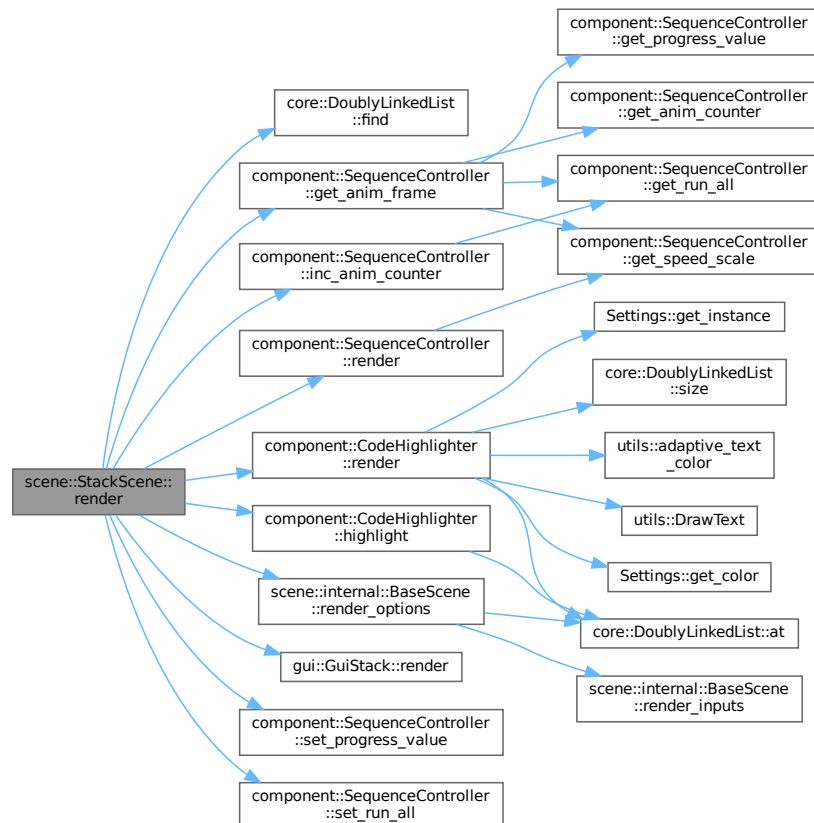 scene::StackScene::
render
core::DoublyLinkedList
::find
component::SequenceController
::get_anim_frame
component::SequenceController
::inc_anim_counter
component::SequenceController
::render
component::CodeHighlighter
::render
component::CodeHighlighter
::highlight
scene::internal::BaseScene
::render_options
gui::GuiStack::render
component::SequenceController
::set_progress_value
component::SequenceController
::set_run_all
component::SequenceController
::get_progress_value
component::SequenceController
::get_anim_counter
component::SequenceController
::get_run_all
component::SequenceController
::get_speed_scale
Settings::get_instance
core::DoublyLinkedList
::size
utils::adaptive_text
_color
utils::DrawText
Settings::get_color
core::DoublyLinkedList::at
scene::internal::BaseScene
::render_inputs